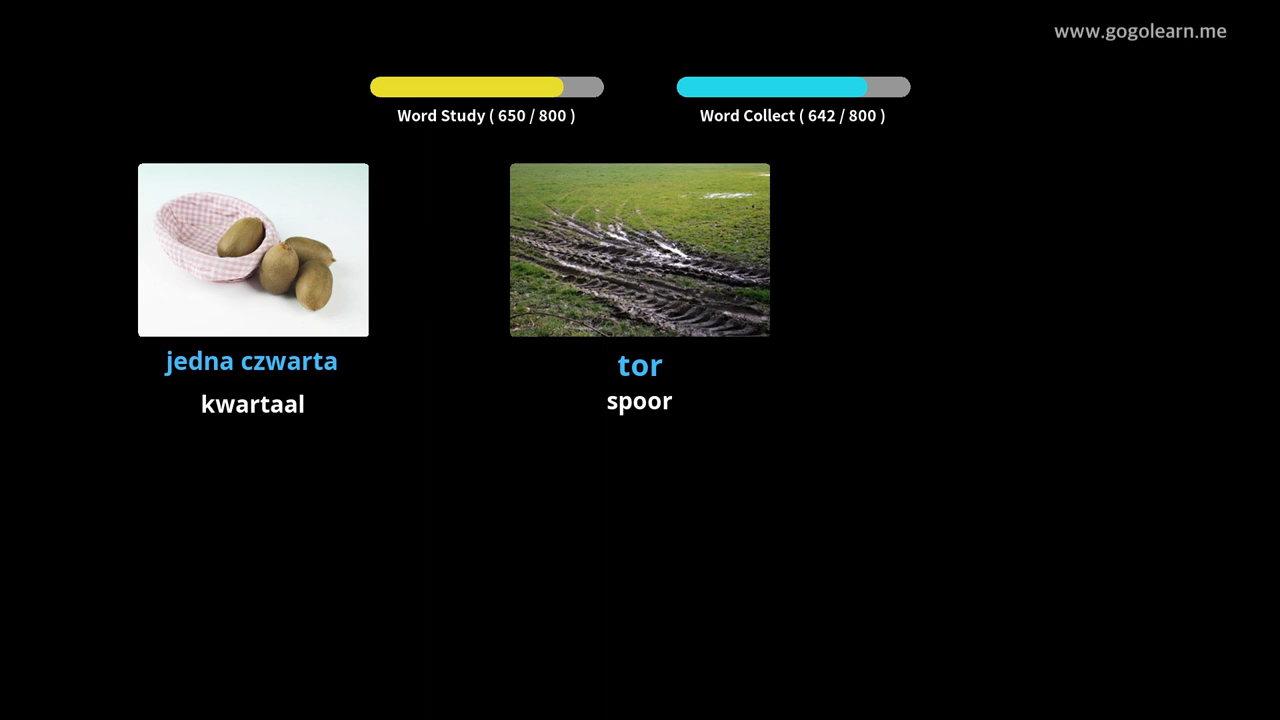 www.gogolearn.me
Word Study ( 650 / 800 )
Word Collect ( 642 / 800 )
jedna czwarta
kwartaal
tor
spoor